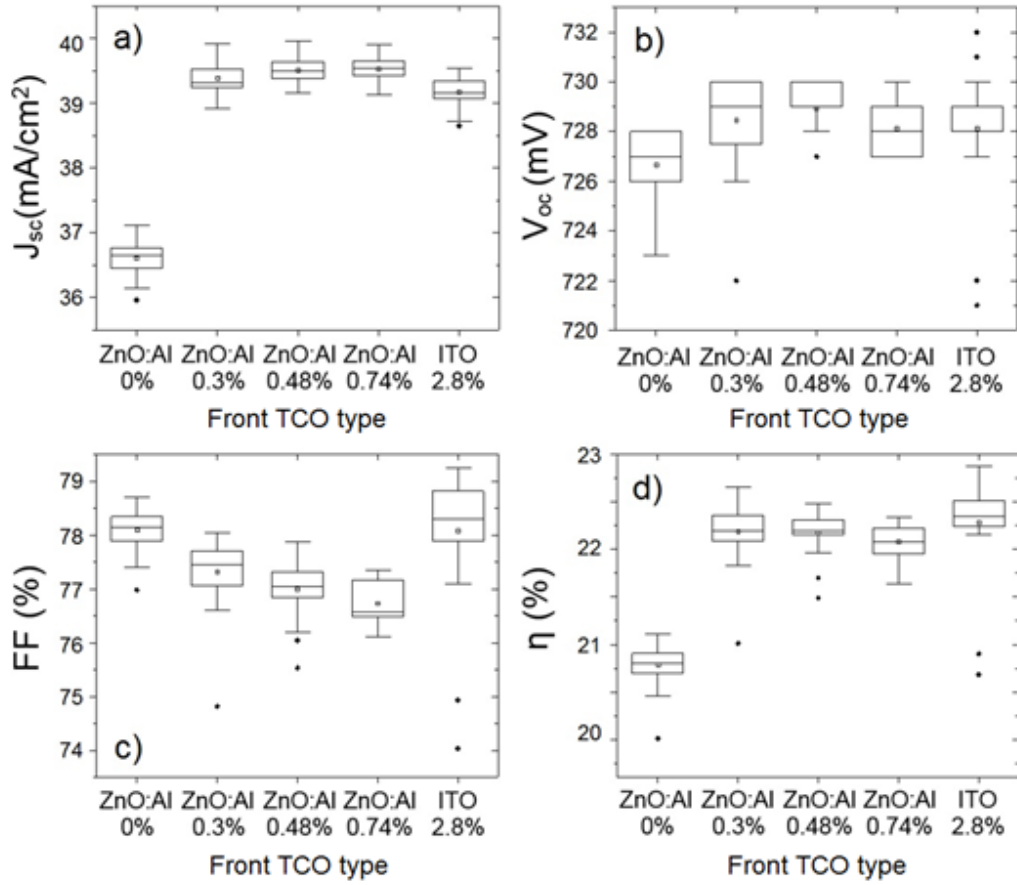 a)
Jsc(mA/cm²)
40
39
38
37
36
ZnO:Al ZnO:Al ZnO:Al ZnO:Al ITO
0% 0.3% 0.48% 0.74% 2.8%
Front TCO type
b)
Voc (mV)
732
730
728
726
724
722
720
ZnO:Al ZnO:Al ZnO:Al ZnO:Al ITO
0% 0.3% 0.48% 0.74% 2.8%
Front TCO type
c)
FF (%)
79
78
77
76
75
74
ZnO:Al ZnO:Al ZnO:Al ZnO:Al ITO
0% 0.3% 0.48% 0.74% 2.8%
Front TCO type
d)
η (%)
23
22
21
20
ZnO:Al ZnO:Al ZnO:Al ZnO:Al ITO
0% 0.3% 0.48% 0.74% 2.8%
Front TCO type